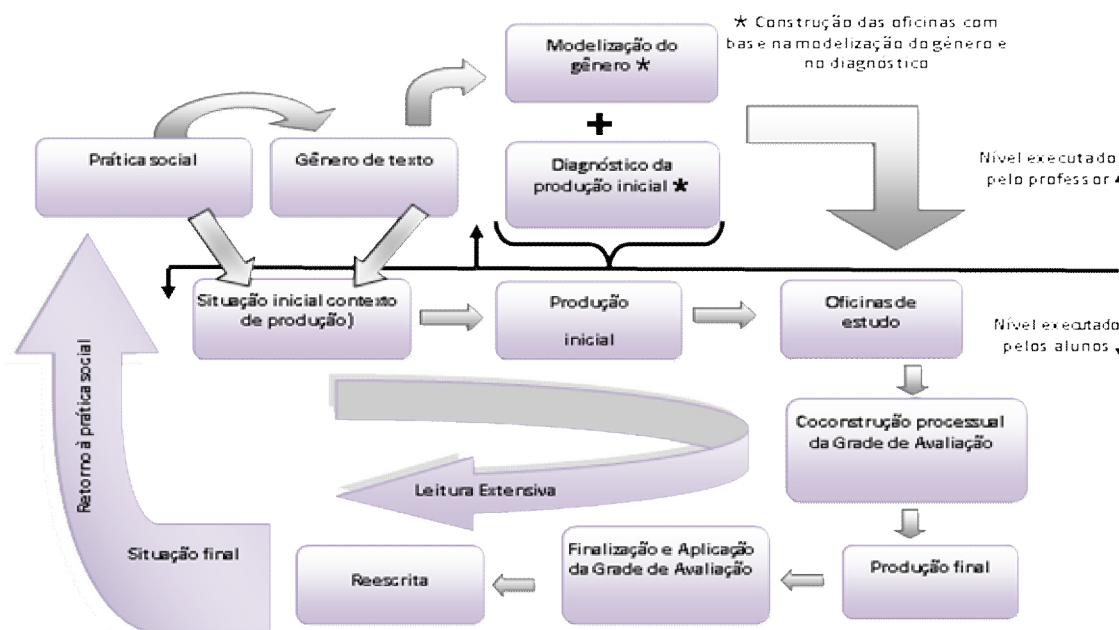 Modelização do
gênero *
* Construção das oficinas com
base na modelização do gênero e
no diagnóstico
+
Prática social
Gênero de texto
Diagnóstico da
produção inicial *
Nível executado
pelo professor
Situação inicial contexto
de produção)
Produção
inicial
Oficinas de
estudo
Nível executado
pelos alunos
Retorno à prática social
Coconstrução processual
da Grade de Avaliação
Leitura Extensiva
Situação final
Reescrita
Finalização e Aplicação
da Grade de Avaliação
Produção final